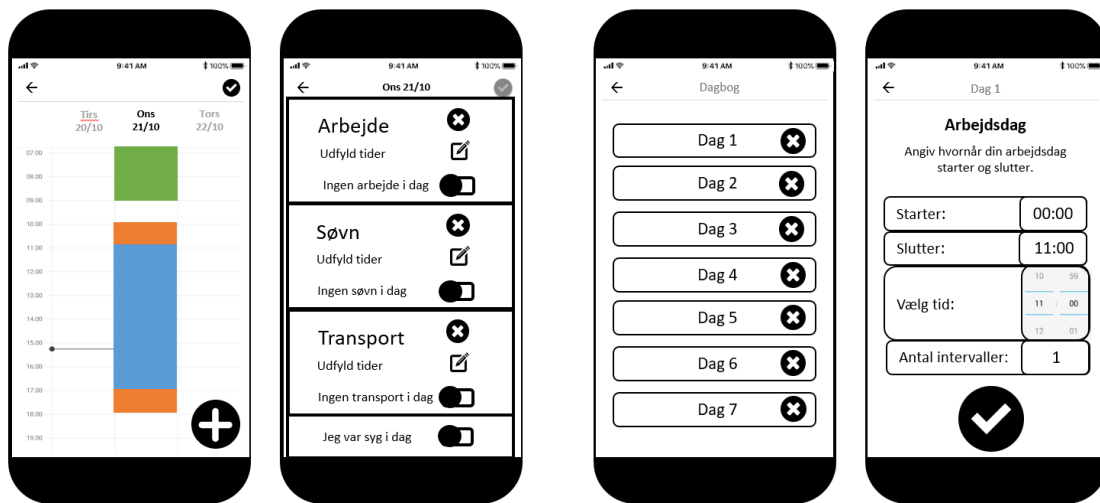 9:41 AM
100%
Tirs
20/10
Ons
21/10
Tors
22/10
07.00
08.00
09.00
10.00
11.00
12.00
13.00
14.00
15.00
16.00
17.00
18.00
19.00
9:41 AM
100%
Ons 21/10
Arbejde
Udfyld tider
Ingen arbejde i dag
Søvn
Udfyld tider
Ingen søvn i dag
Transport
Udfyld tider
Ingen transport i dag
Jeg var syg i dag
9:41 AM
100%
Dagbog
Dag 1
Dag 2
Dag 3
Dag 4
Dag 5
Dag 6
Dag 7
9:41 AM
100%
Dag 1
Arbejdsdag
Angiv hvornår din arbejdsdag
starter og slutter.
Starter: 00:00
Slutter: 11:00
10 59
Vælg tid: 11 : 00
12 01
Antal intervaller: 1